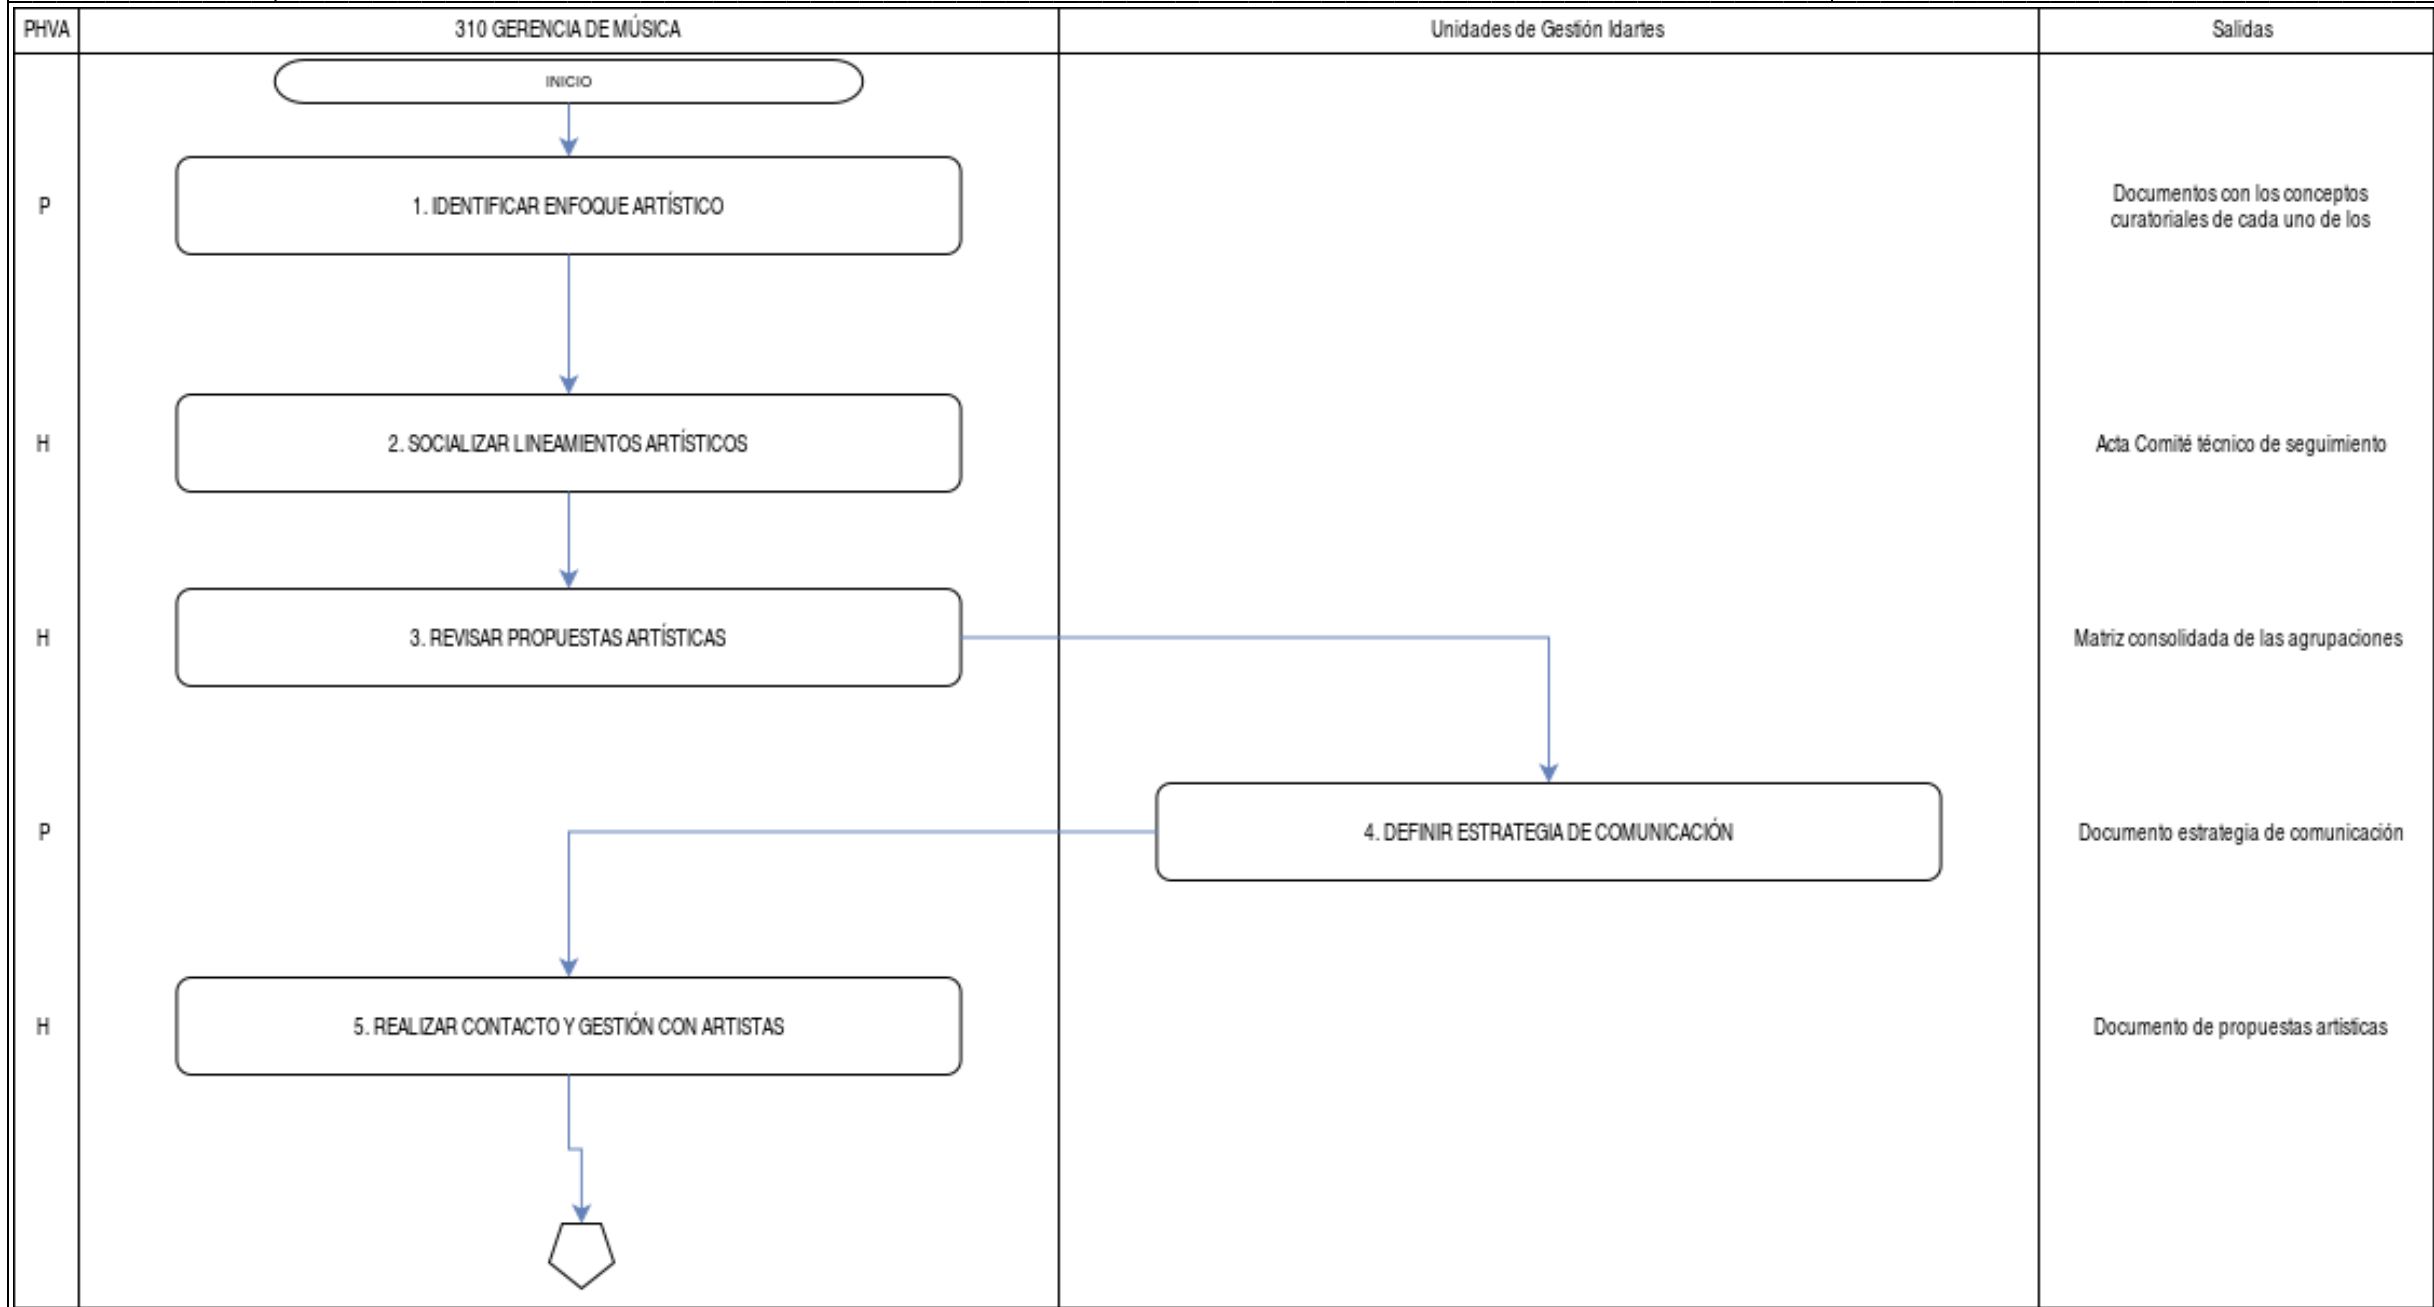 PHVA
310 GERENCIA DE MÚSICA
Unidades de Gestión Idartes
Salidas
INICIO
P
1. IDENTIFICAR ENFOQUE ARTÍSTICO
Documentos con los conceptos
curatoriales de cada uno de los
H
2. SOCIALIZAR LINEAMIENTOS ARTÍSTICOS
Acta Comité técnico de seguimiento
H
3. REVISAR PROPUESTAS ARTÍSTICAS
Matriz consolidada de las agrupaciones
P
4. DEFINIR ESTRATEGIA DE COMUNICACIÓN
Documento estrategia de comunicación
H
5. REALIZAR CONTACTO Y GESTIÓN CON ARTISTAS
Documento de propuestas artísticas